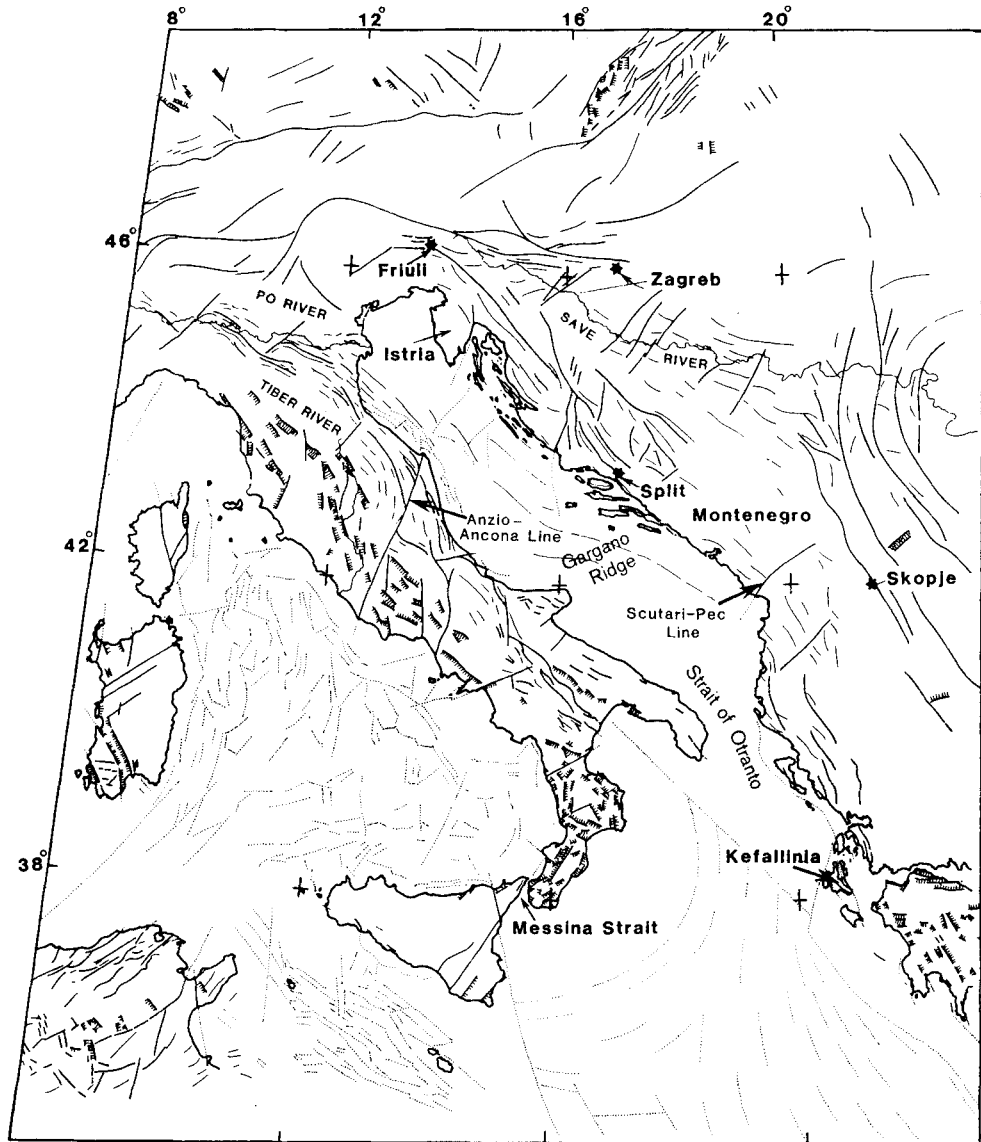 8°
12°
16°
20°
46°
Friuli
Zagreb
PO RIVER
SAVE
RIVER
Istria
TIBER RIVER
Split
Anzio-
Ancona Line
Montenegro
Gargano
Ridge
42°
Skopje
Scutari-Pec
Line
Strait of Otranto
38°
Kefallinia
Messina Strait